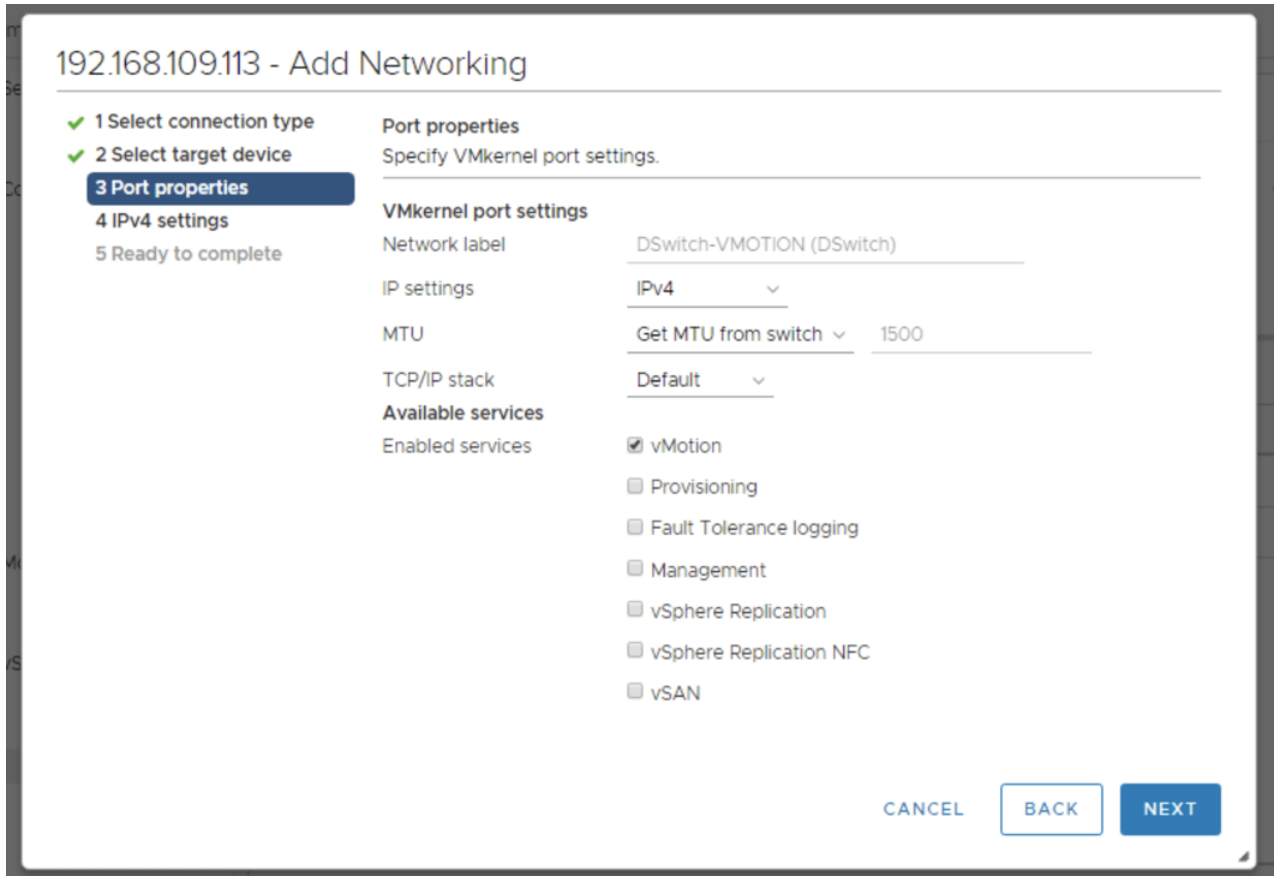 192.168.109.113 - Add Networking
1 Select connection type
2 Select target device
3 Port properties
4 IPv4 settings
5 Ready to complete
Port properties
Specify VMkernel port settings.
VMkernel port settings
Network label DSwitch-VMOTION (DSwitch)
IP settings IPv4
MTU Get MTU from switch 1500
TCP/IP stack Default
Available services
Enabled services vMotion
Provisioning
Fault Tolerance logging
Management
vSphere Replication
vSphere Replication NFC
vSAN
CANCEL BACK NEXT